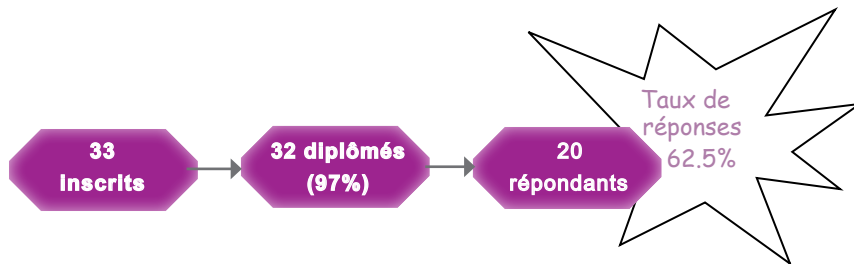 33
inscrits
32 diplômés
(97%)
20
répondants
Taux de
réponses
62.5%